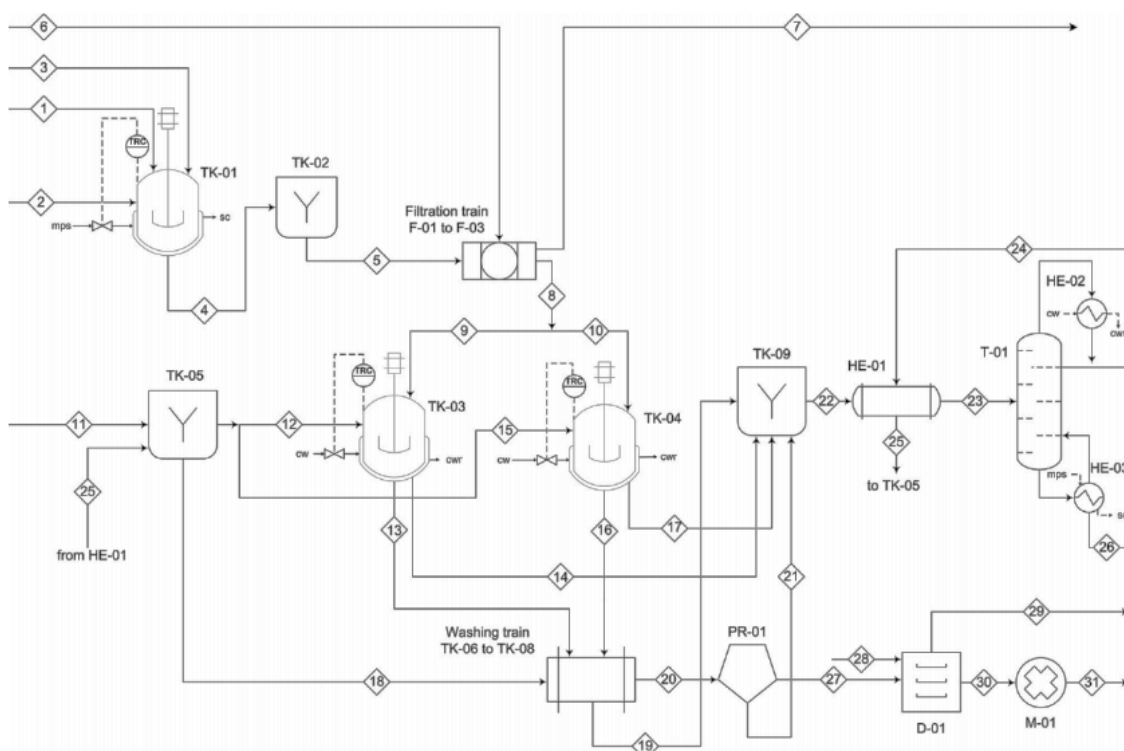 6
7
3
1
TRC
TK-01
TK-02
2
mps
sc
Filtration train
F-01 to F-03
5
24
HE-02
4
8
cw
cwr
9
10
TK-09
HE-01
T-01
TRC
TRC
TK-05
TK-03
TK-04
11
12
15
22
23
cw
cwr
cw
cwr
25
HE-03
mps
25
to TK-05
13
16
17
sc
from HE-01
26
14
21
Washing train
TK-06 to TK-08
PR-01
29
28
18
20
27
30
31
D-01
M-01
19